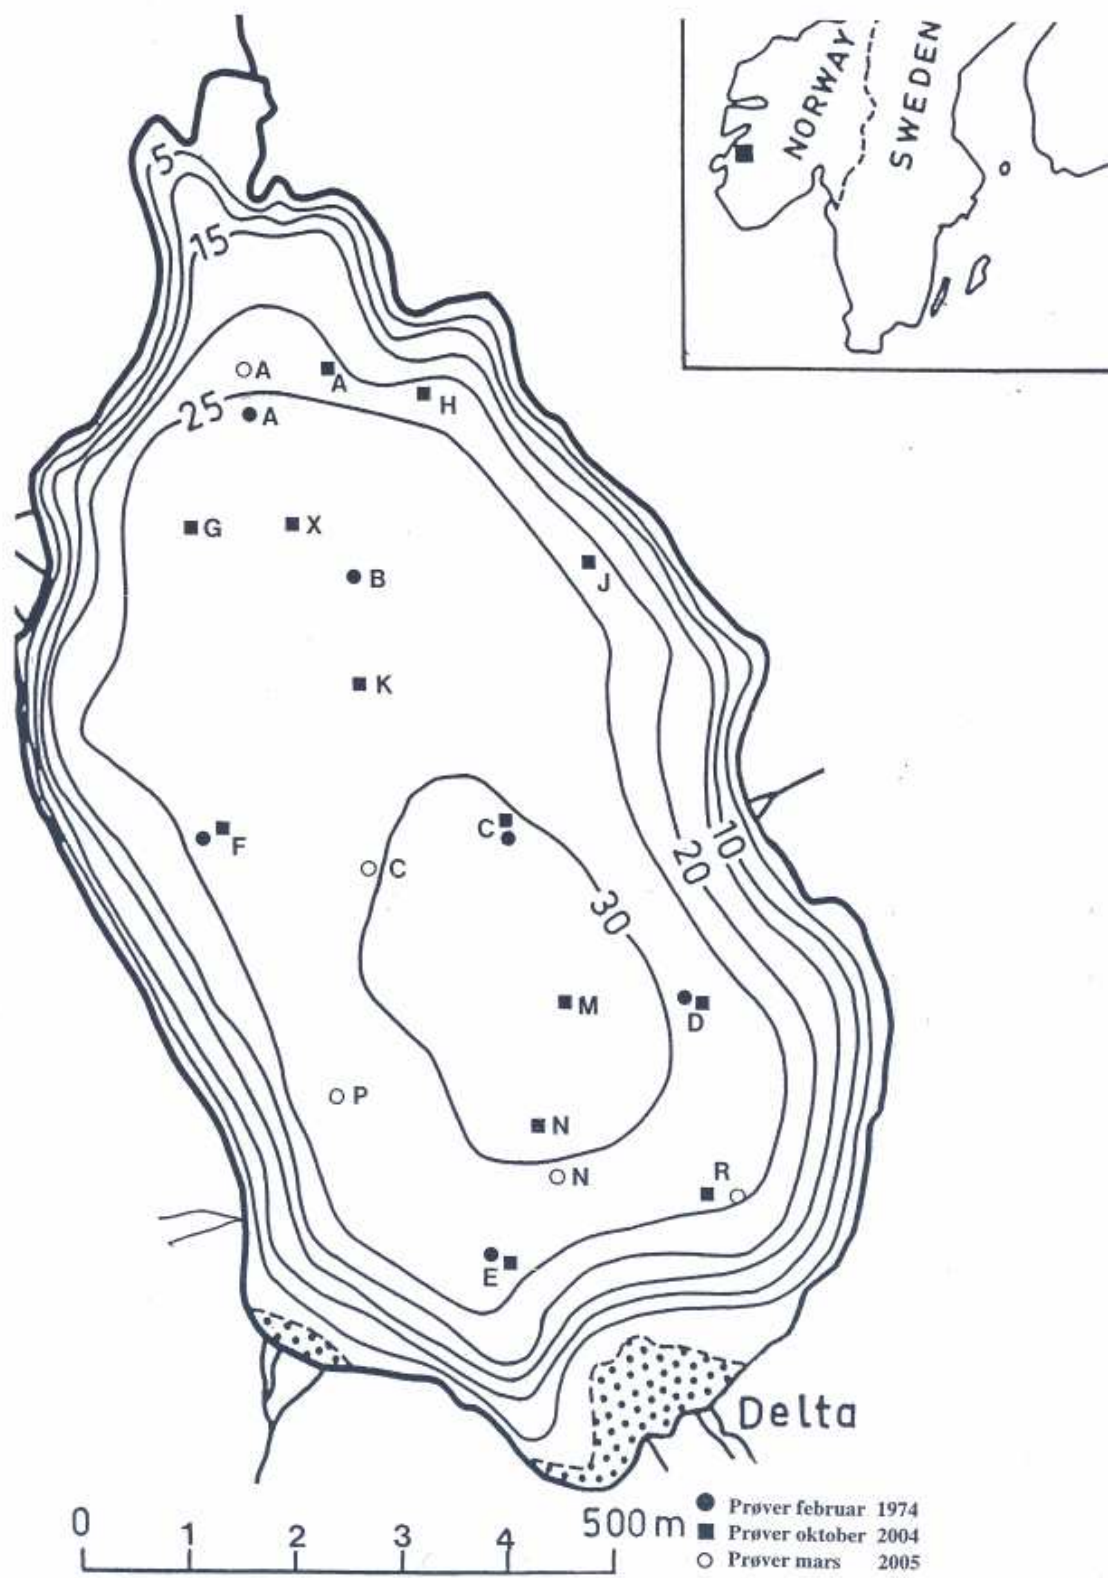 NORWAY
SWEDEN
5
15
A
A
H
25
A
G
X
B
J
K
F
C
C
10
20
30
M
D
P
N
N
R
E
Delta
0
1
2
3
4
500 m
Prøver februar 1974
Prøver oktober 2004
Prøver mars 2005